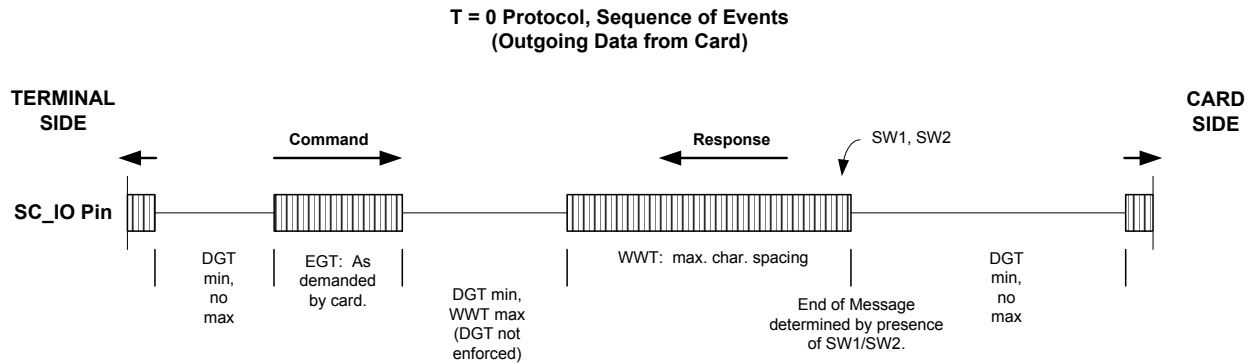 T = 0 Protocol, Sequence of Events
(Outgoing Data from Card)
TERMINAL
SIDE
CARD
SIDE
Command
Response
SW1, SW2
SC_IO Pin
DGT
min,
no
max
EGT: As
demanded
by card.
DGT min,
WWT max
(DGT not
enforced)
WWT: max. char. spacing
End of Message
determined by presence
of SW1/SW2.
DGT
min,
no
max